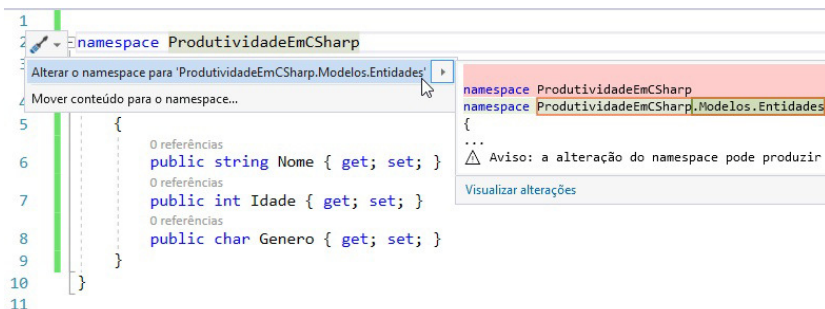 1
2 namespace ProdutividadeEmCSharp
3
Alterar o namespace para 'ProdutividadeEmCSharp.Modelos.Entidades'
4
Mover conteúdo para o namespace...
namespace ProdutividadeEmCSharp
namespace ProdutividadeEmCSharp.Modelos.Entidades
{
...
Aviso: a alteração do namespace pode produzir
Visualizar alterações
5 {
0 referências
6 public string Nome { get; set; }
0 referências
7 public int Idade { get; set; }
0 referências
8 public char Genero { get; set; }
9 }
10 }
11